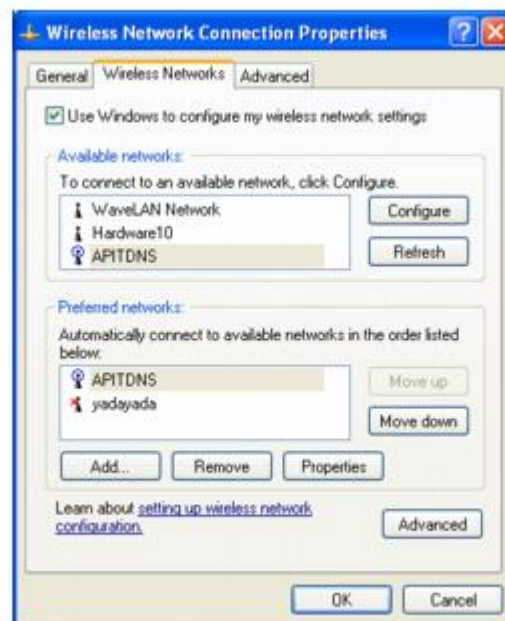 Wireless Network Connection Properties
General Wireless Networks Advanced
Use Windows to configure my wireless network settings
Available networks:
To connect to an available network, click Configure.
WaveLAN Network
Hardware10
APITDNS
Configure
Refresh
Preferred networks:
Automatically connect to available networks in the order listed
below:
APITDNS
yadayada
Move up
Move down
Add... Remove Properties
Learn about setting up wireless network
configuration.
Advanced
OK Cancel